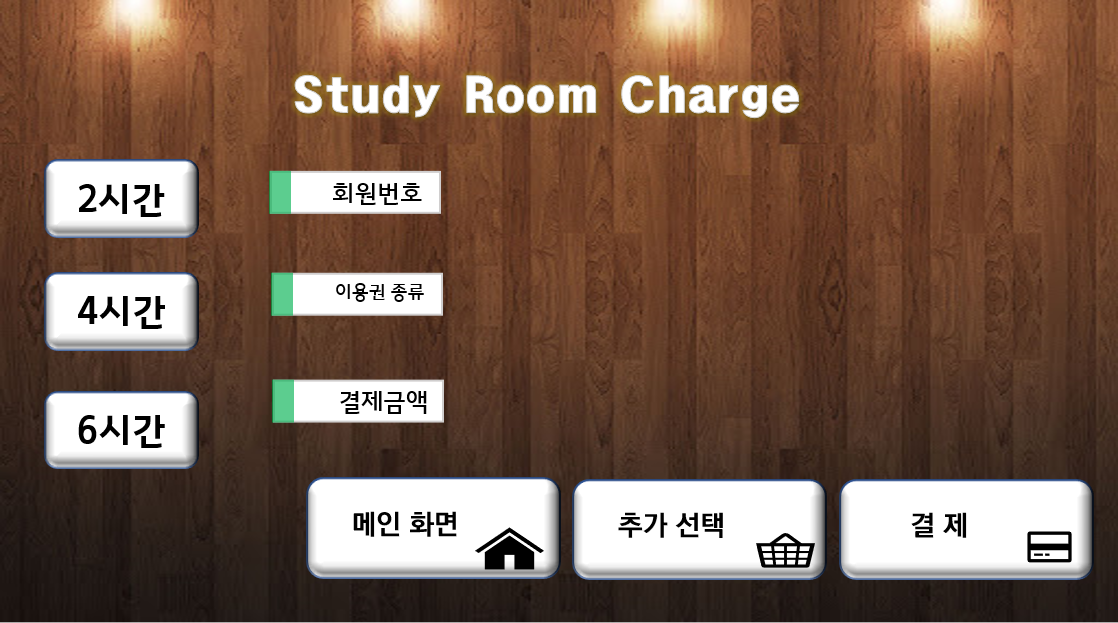 Study Room Charge
2시간
회원번호
4시간
이용권 종류
6시간
결제금액
메인 화면
추가 선택
결 제